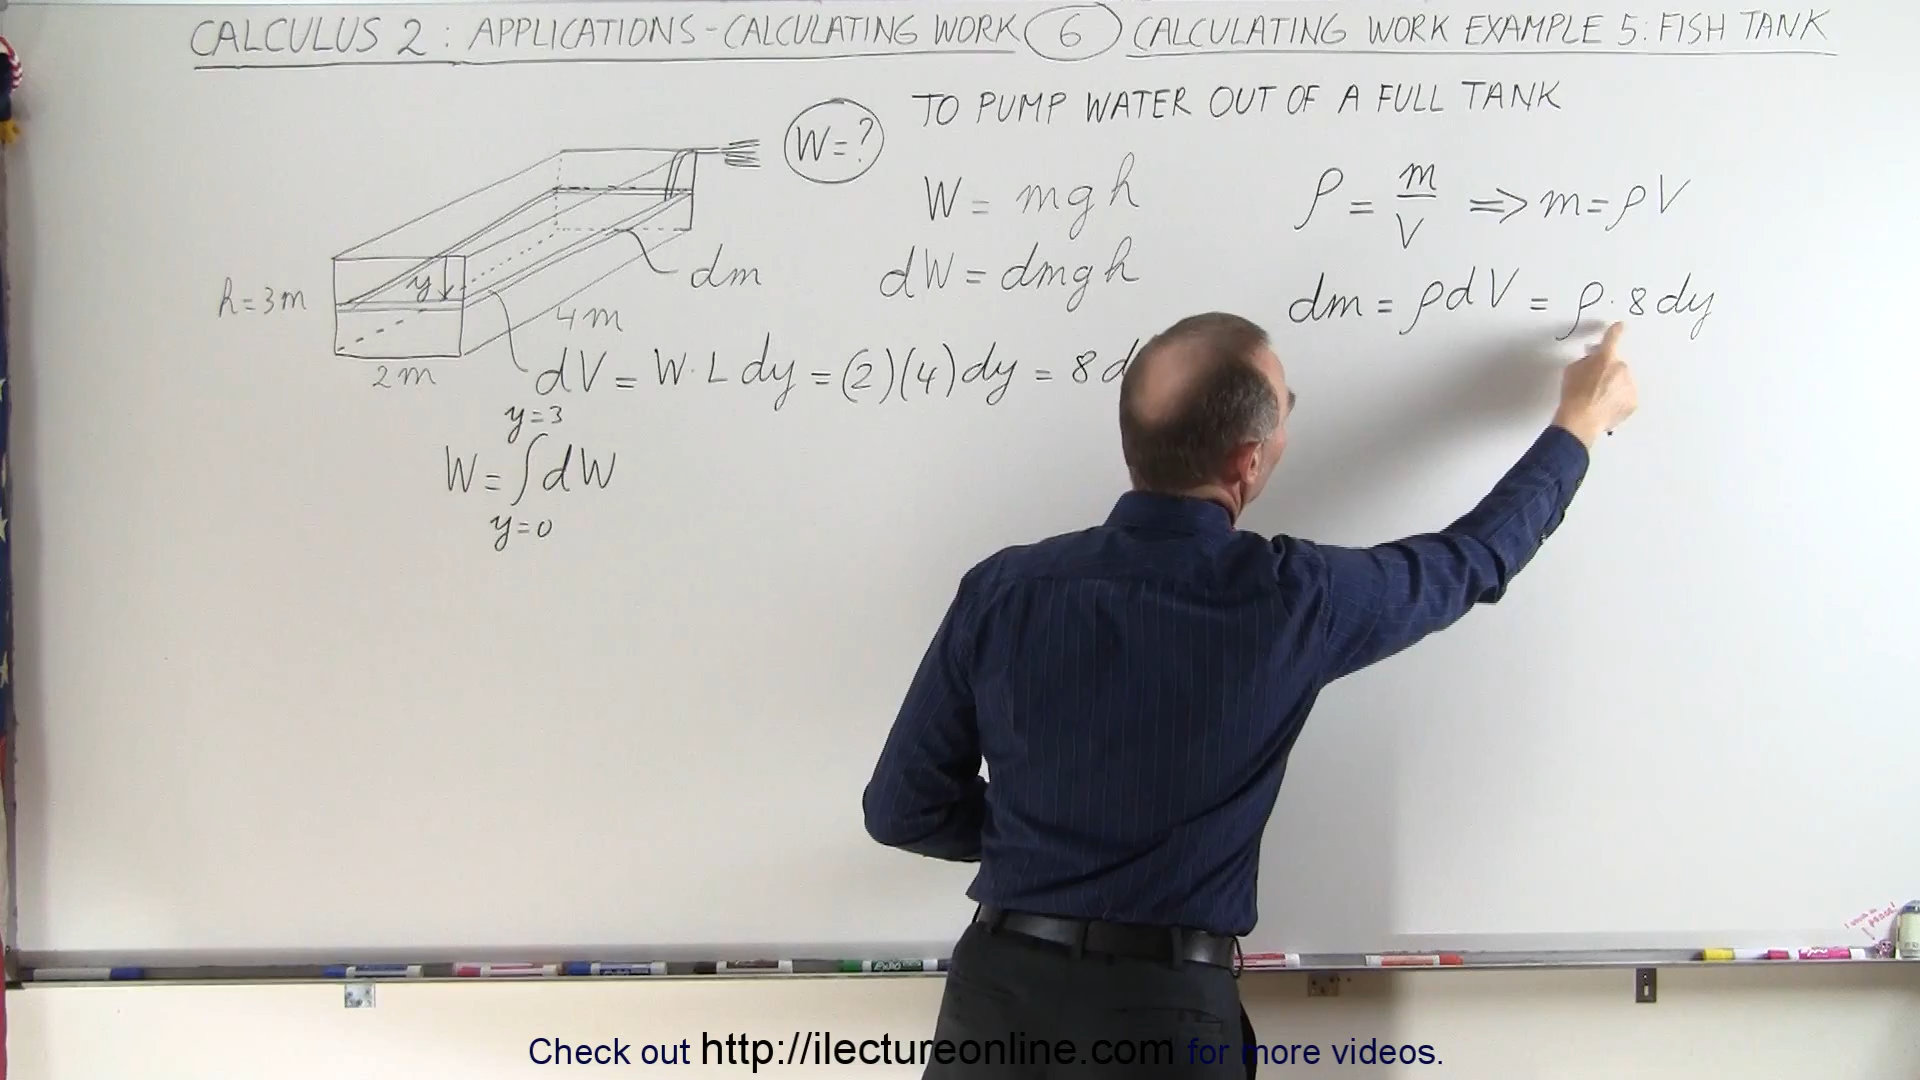 CALCULUS 2: APPLICATIONS-CALCULATING WORK 6 CALCULATING WORK EXAMPLE 5: FISH TANK
TO PUMP WATER OUT OF A FULL TANK
W=?
W = mgh
ρ = m/V => m=ρV
dW = dmgh
dm = ρdV = ρ·8dy
dm
y
h=3m
4m
2m
dV = W·L dy = (2)(4)dy = 8d
y=3
W=∫dW
y=0
EXPO
Check out http://ilectureonline.com for more videos.